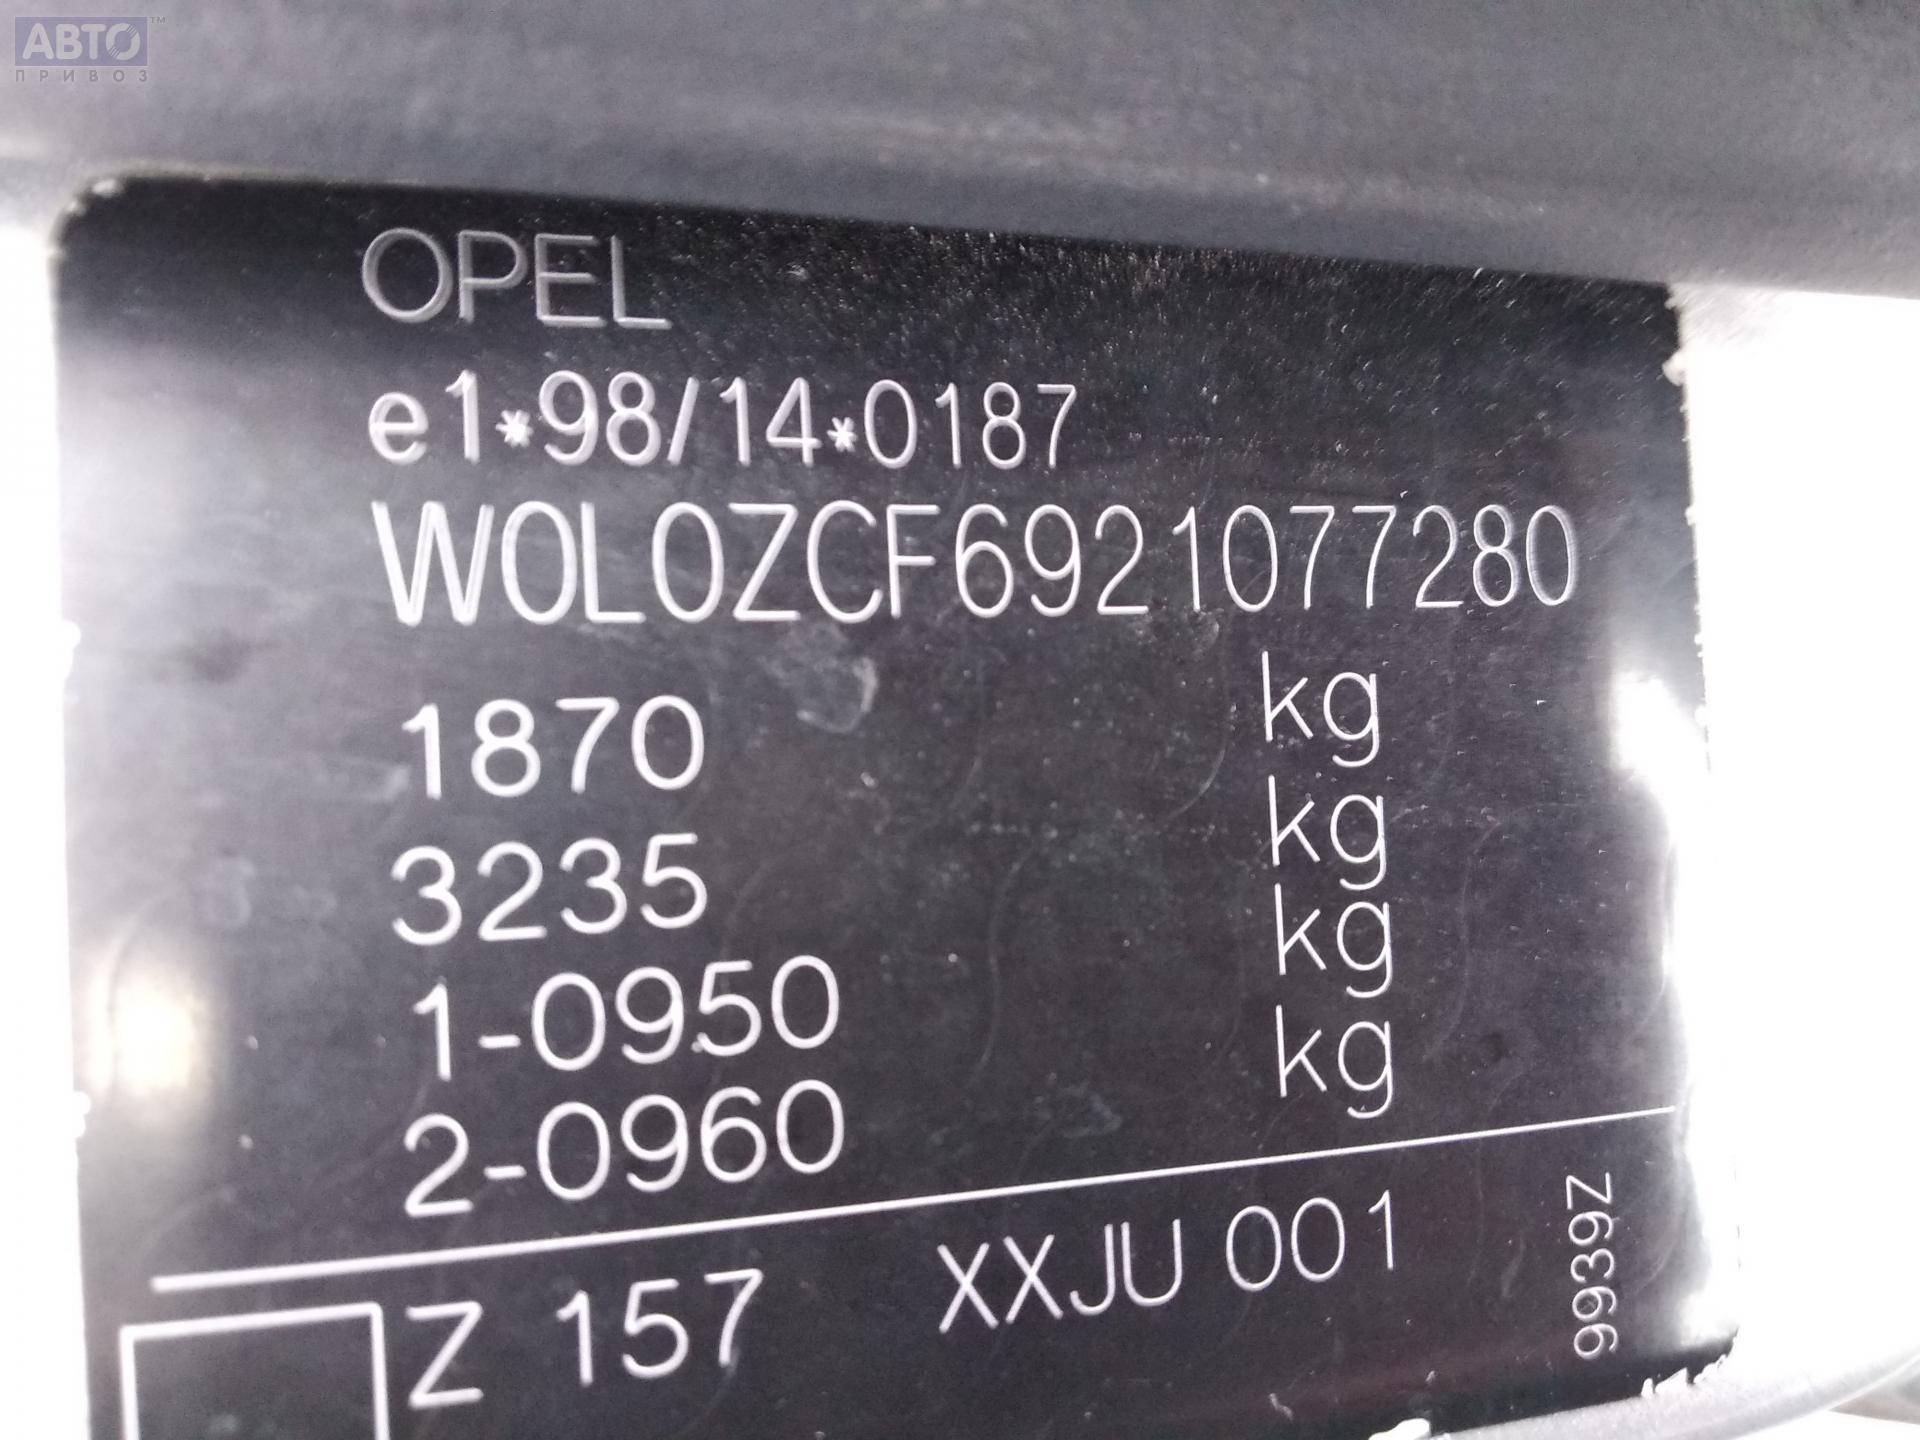 АВТО™
ПРИВОЗ
OPEL
e1*98/14*0187
W0L0ZCF6921077280
1870 kg
3235 kg
1-0950 kg
2-0960 kg
Z 157 XXJU 001
9939Z